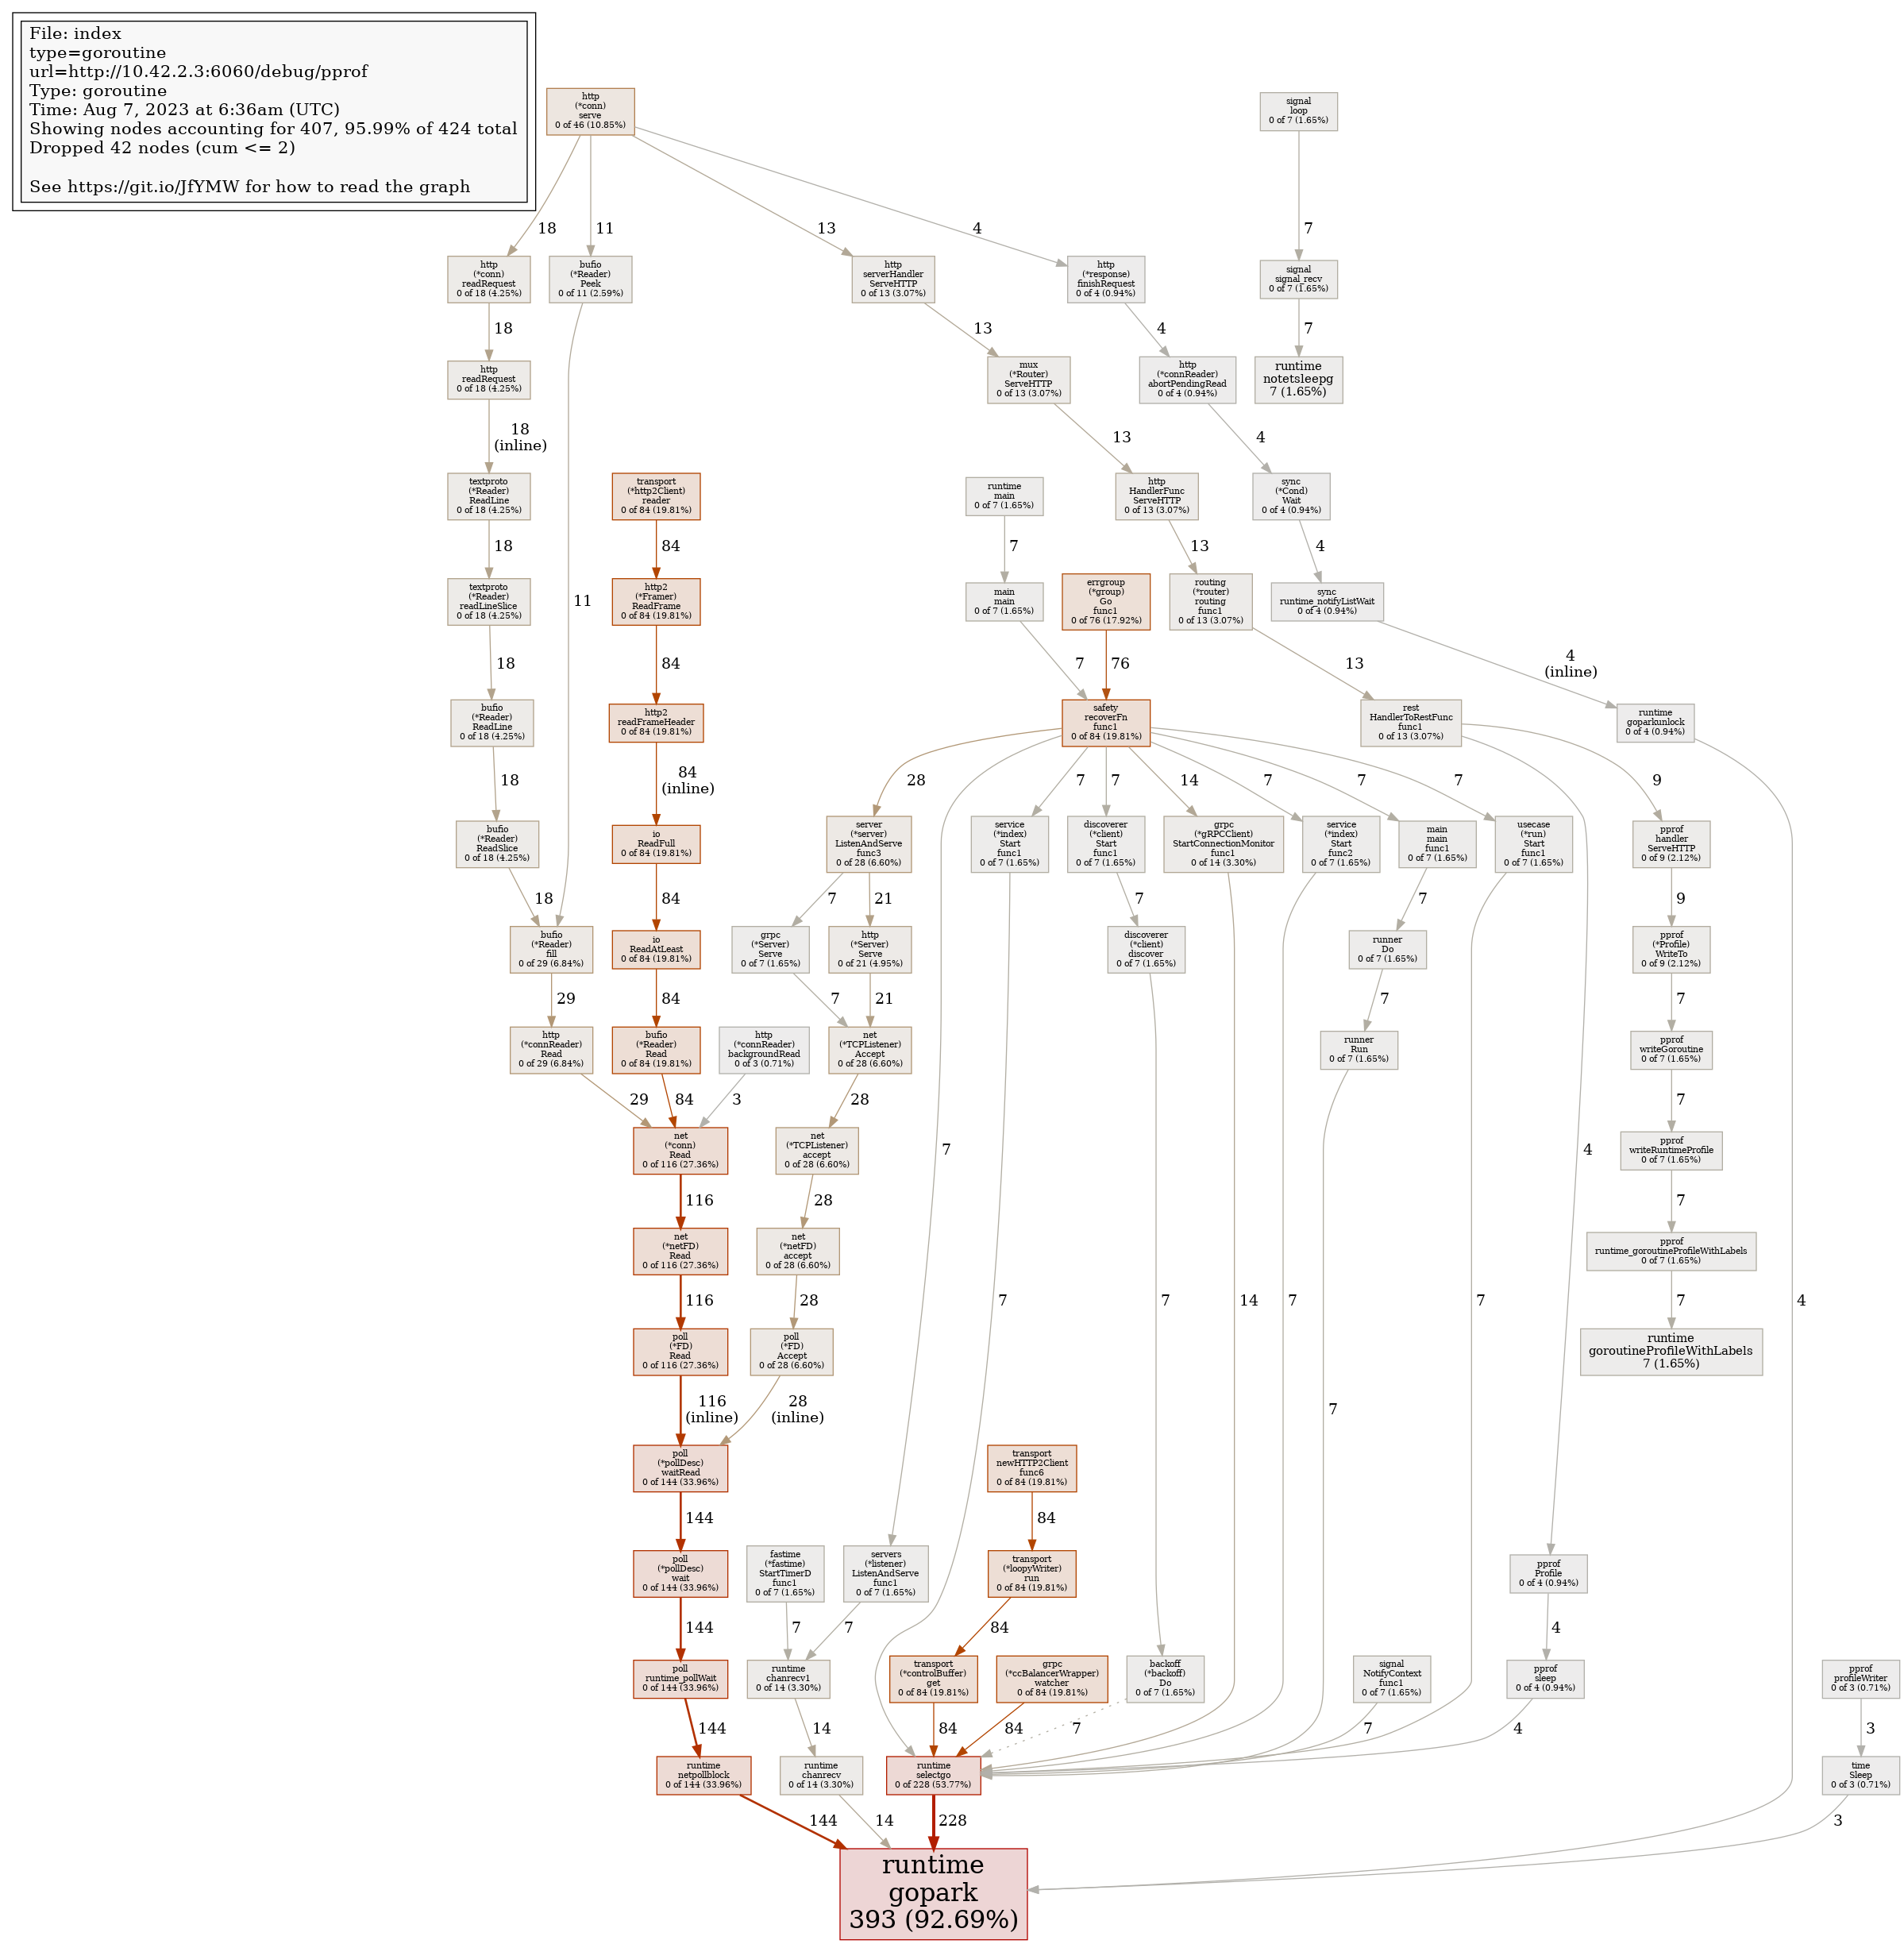 File: index
type=goroutine
url=http://10.42.2.3:6060/debug/pprof
Type: goroutine
Time: Aug 7, 2023 at 6:36am (UTC)
Showing nodes accounting for 407, 95.99% of 424 total
Dropped 42 nodes (cum <= 2)
See https://git.io/JfYMW for how to read the graph
http
(*conn)
serve
0 of 46 (10.85%)
signal
loop
0 of 7 (1.65%)
18
11
13
4
7
http
(*conn)
readRequest
0 of 18 (4.25%)
bufio
(*Reader)
Peek
0 of 11 (2.59%)
http
serverHandler
ServeHTTP
0 of 13 (3.07%)
http
(*response)
finishRequest
0 of 4 (0.94%)
signal
signal_recv
0 of 7 (1.65%)
18
13
4
7
http
readRequest
0 of 18 (4.25%)
mux
(*Router)
ServeHTTP
0 of 13 (3.07%)
http
(*connReader)
abortPendingRead
0 of 4 (0.94%)
runtime
notetsleepg
7 (1.65%)
18
(inline)
13
4
textproto
(*Reader)
ReadLine
0 of 18 (4.25%)
transport
(*http2Client)
reader
0 of 84 (19.81%)
runtime
main
0 of 7 (1.65%)
http
HandlerFunc
ServeHTTP
0 of 13 (3.07%)
sync
(*Cond)
Wait
0 of 4 (0.94%)
18
84
7
13
4
textproto
(*Reader)
readLineSlice
0 of 18 (4.25%)
11
http2
(*Framer)
ReadFrame
0 of 84 (19.81%)
main
main
0 of 7 (1.65%)
errgroup
(*group)
Go
func1
0 of 76 (17.92%)
routing
(*router)
routing
func1
0 of 13 (3.07%)
sync
runtime_notifyListWait
0 of 4 (0.94%)
18
84
7
76
13
4
(inline)
bufio
(*Reader)
ReadLine
0 of 18 (4.25%)
http2
readFrameHeader
0 of 84 (19.81%)
safety
recoverFn
func1
0 of 84 (19.81%)
rest
HandlerToRestFunc
func1
0 of 13 (3.07%)
runtime
goparkunlock
0 of 4 (0.94%)
18
84
(inline)
28
7
7
14
7
7
7
9
bufio
(*Reader)
ReadSlice
0 of 18 (4.25%)
io
ReadFull
0 of 84 (19.81%)
server
(*server)
ListenAndServe
func3
0 of 28 (6.60%)
service
(*index)
Start
func1
0 of 7 (1.65%)
discoverer
(*client)
Start
func1
0 of 7 (1.65%)
grpc
(*gRPCClient)
StartConnectionMonitor
func1
0 of 14 (3.30%)
service
(*index)
Start
func2
0 of 7 (1.65%)
main
main
func1
0 of 7 (1.65%)
usecase
(*run)
Start
func1
0 of 7 (1.65%)
pprof
handler
ServeHTTP
0 of 9 (2.12%)
18
84
7
21
7
7
9
bufio
(*Reader)
fill
0 of 29 (6.84%)
io
ReadAtLeast
0 of 84 (19.81%)
grpc
(*Server)
Serve
0 of 7 (1.65%)
http
(*Server)
Serve
0 of 21 (4.95%)
discoverer
(*client)
discover
0 of 7 (1.65%)
runner
Do
0 of 7 (1.65%)
pprof
(*Profile)
WriteTo
0 of 9 (2.12%)
29
84
7
21
7
7
http
(*connReader)
Read
0 of 29 (6.84%)
bufio
(*Reader)
Read
0 of 84 (19.81%)
http
(*connReader)
backgroundRead
0 of 3 (0.71%)
net
(*TCPListener)
Accept
0 of 28 (6.60%)
runner
Run
0 of 7 (1.65%)
pprof
writeGoroutine
0 of 7 (1.65%)
29
84
3
28
7
net
(*conn)
Read
0 of 116 (27.36%)
net
(*TCPListener)
accept
0 of 28 (6.60%)
7
4
pprof
writeRuntimeProfile
0 of 7 (1.65%)
116
28
7
net
(*netFD)
Read
0 of 116 (27.36%)
net
(*netFD)
accept
0 of 28 (6.60%)
pprof
runtime_goroutineProfileWithLabels
0 of 7 (1.65%)
116
28
7
7
14
7
7
7
4
poll
(*FD)
Read
0 of 116 (27.36%)
poll
(*FD)
Accept
0 of 28 (6.60%)
runtime
goroutineProfileWithLabels
7 (1.65%)
116
(inline)
28
(inline)
7
poll
(*pollDesc)
waitRead
0 of 144 (33.96%)
transport
newHTTP2Client
func6
0 of 84 (19.81%)
144
84
poll
(*pollDesc)
wait
0 of 144 (33.96%)
fastime
(*fastime)
StartTimerD
func1
0 of 7 (1.65%)
servers
(*listener)
ListenAndServe
func1
0 of 7 (1.65%)
transport
(*loopyWriter)
run
0 of 84 (19.81%)
pprof
Profile
0 of 4 (0.94%)
144
7
7
84
4
poll
runtime_pollWait
0 of 144 (33.96%)
runtime
chanrecv1
0 of 14 (3.30%)
transport
(*controlBuffer)
get
0 of 84 (19.81%)
grpc
(*ccBalancerWrapper)
watcher
0 of 84 (19.81%)
backoff
(*backoff)
Do
0 of 7 (1.65%)
signal
NotifyContext
func1
0 of 7 (1.65%)
pprof
sleep
0 of 4 (0.94%)
pprof
profileWriter
0 of 3 (0.71%)
144
14
84
84
7
7
4
3
runtime
netpollblock
0 of 144 (33.96%)
runtime
chanrecv
0 of 14 (3.30%)
runtime
selectgo
0 of 228 (53.77%)
time
Sleep
0 of 3 (0.71%)
144
14
228
3
runtime
gopark
393 (92.69%)